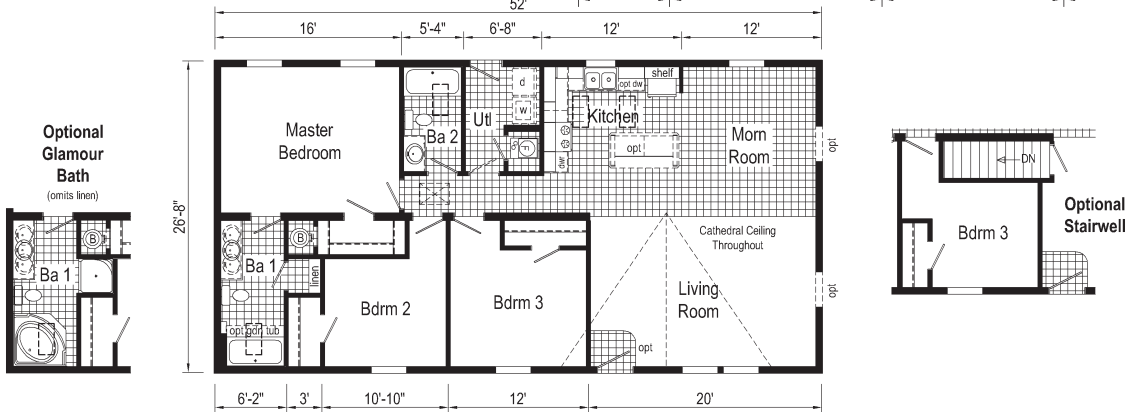 52'
16'
5'-4"
6'-8"
12'
12'
26'-8"
Master
Bedroom
Ba 2
Utl
d
w
F
dwr
opt dw
shelf
Kitchen
opt
Morn
Room
opt
Cathedral Ceiling
Throughout
Living
Room
opt
opt
Ba 1
B
linen
opt gdn tub
Bdrm 2
Bdrm 3
6'-2"
3'
10'-10"
12'
20'
Optional
Glamour
Bath
(omits linen)
Ba 1
B
DN
Bdrm 3
Optional
Stairwell